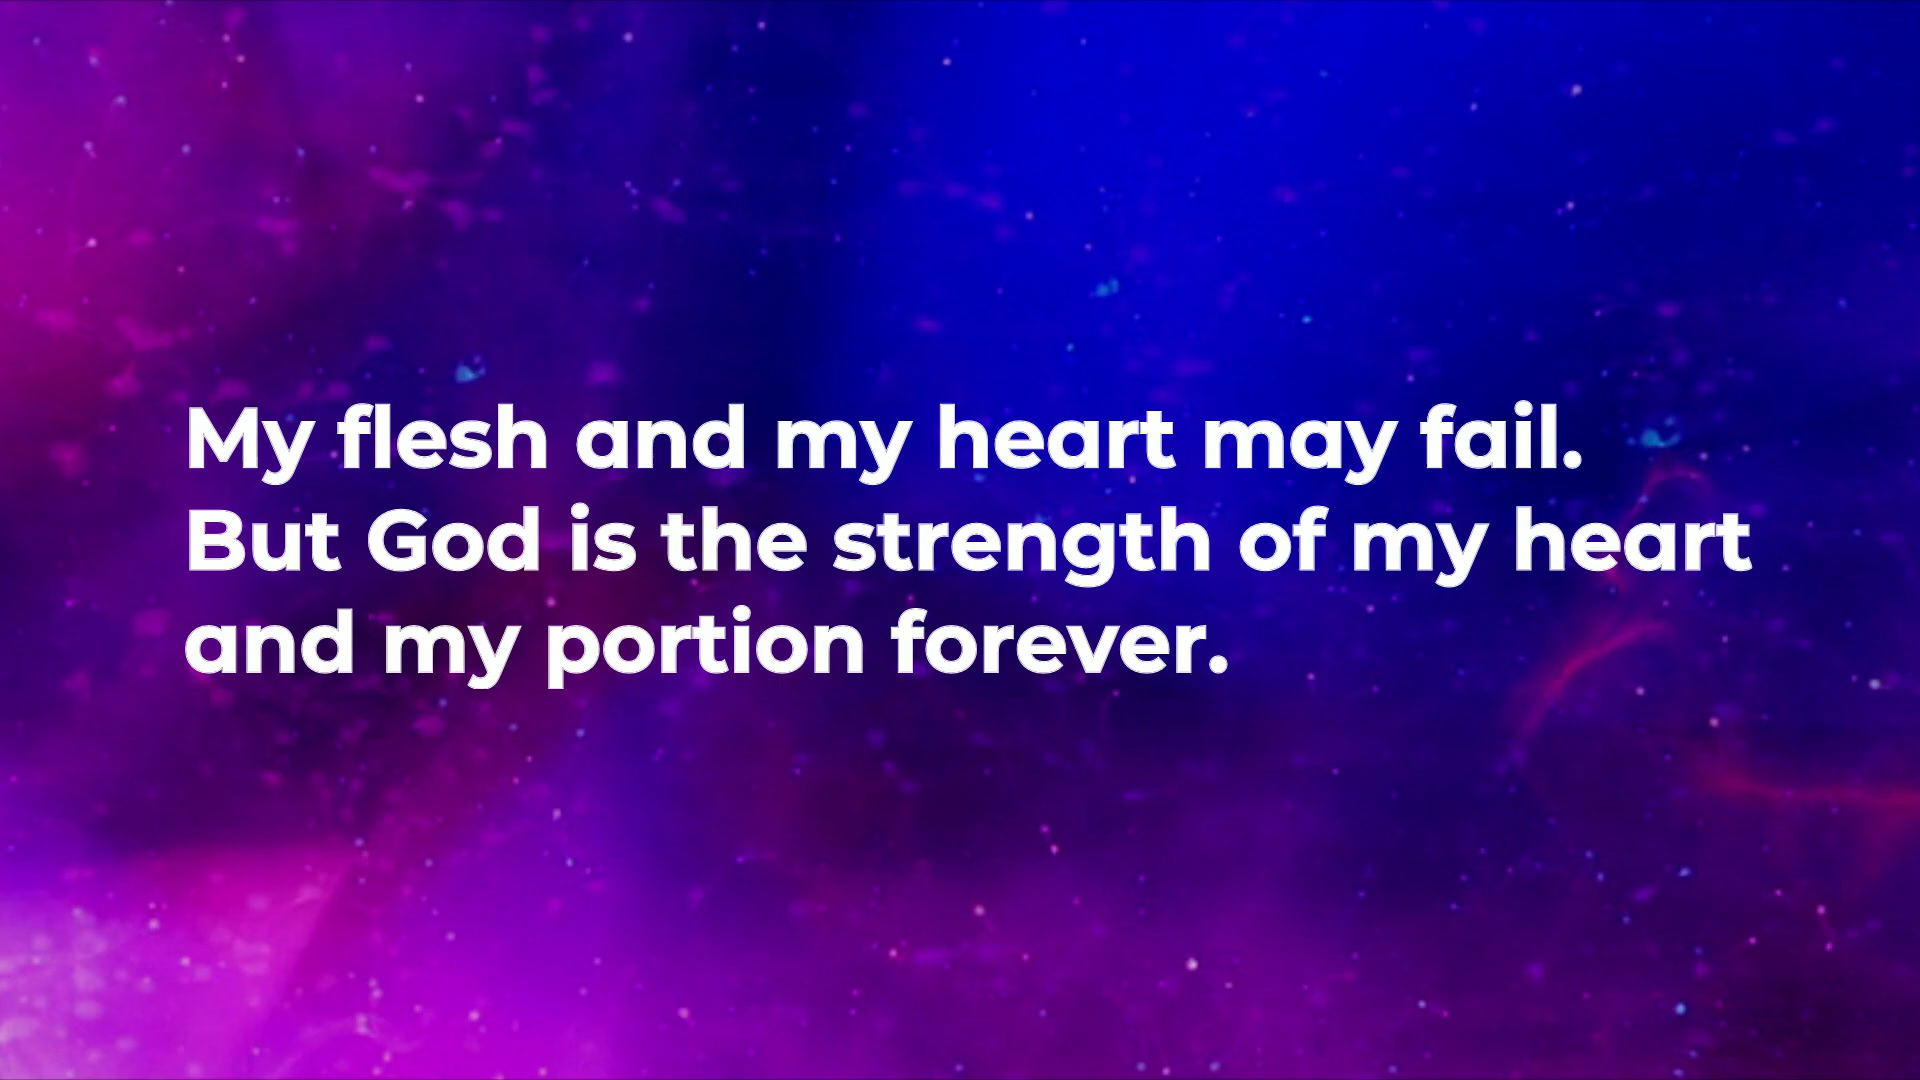 My flesh and my heart may fail.
But God is the strength of my heart
and my portion forever.